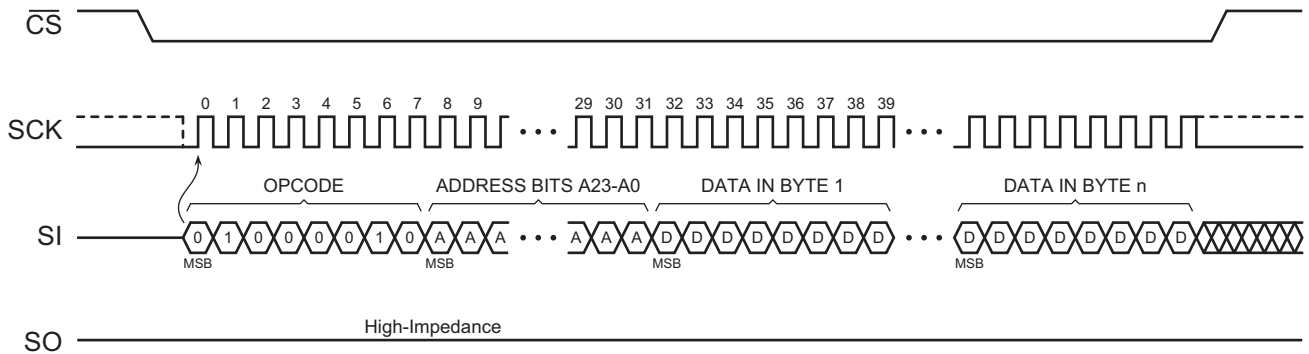 CS
0 1 2 3 4 5 6 7 8 9 29 30 31 32 33 34 35 36 37 38 39
SCK
OPCODE ADDRESS BITS A23-A0 DATA IN BYTE 1 DATA IN BYTE n
SI 0 1 0 0 0 0 1 0 A A A A A A D D D D D D D D D D D D D D D D
MSB MSB MSB MSB
High-Impedance
SO